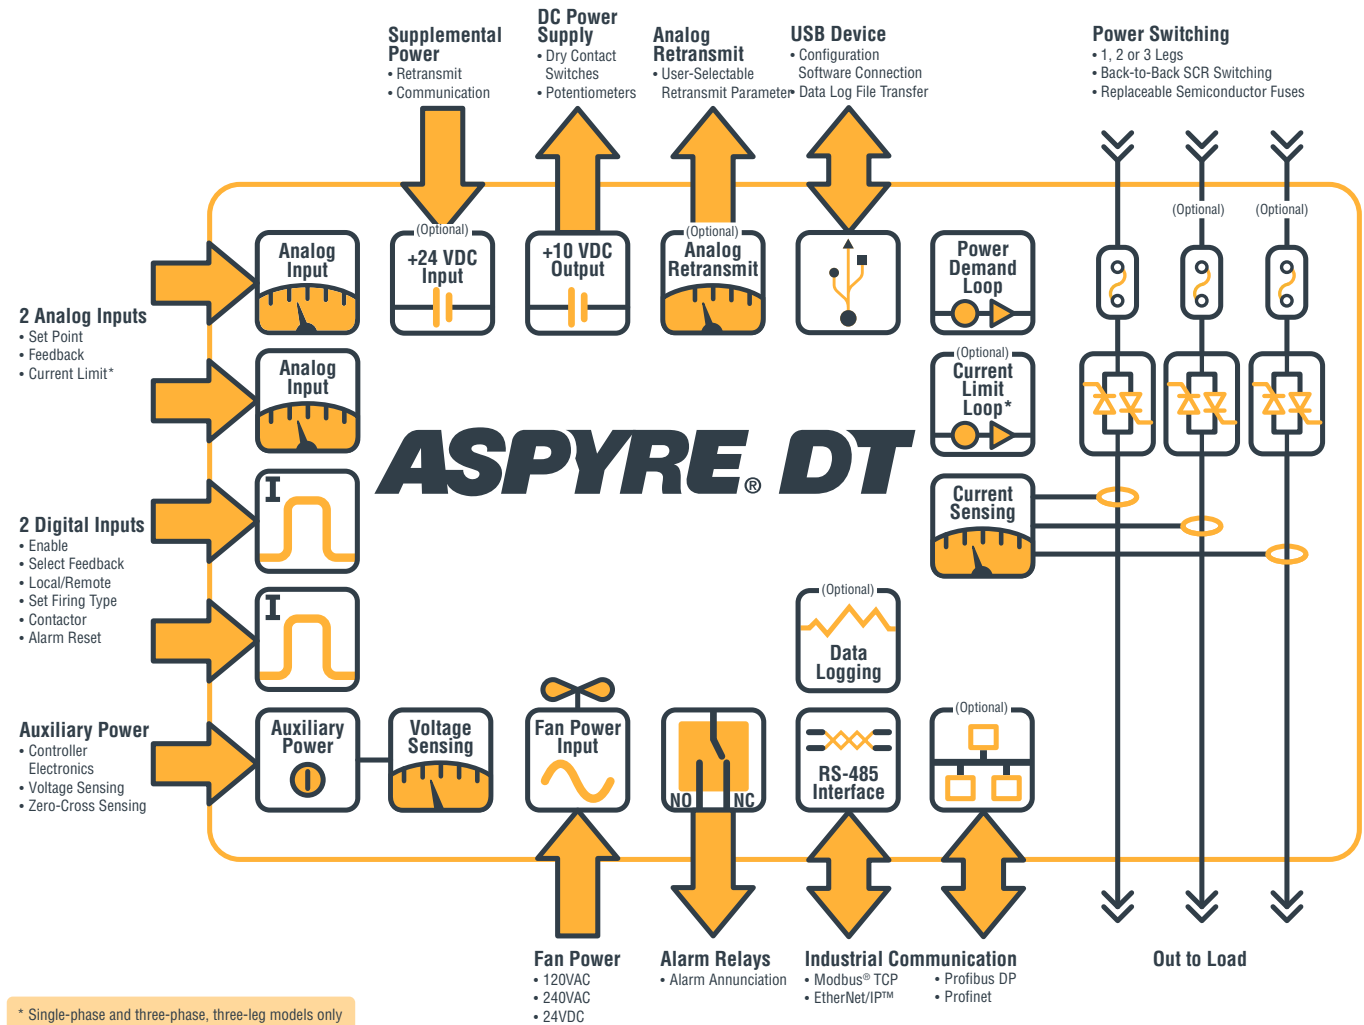 Supplemental
Power
• Retransmit
• Communication
DC Power
Supply
• Dry Contact
Switches
• Potentiometers
Analog
Retransmit
• User-Selectable
Retransmit Parameter
USB Device
• Configuration
Software Connection
• Data Log File Transfer
Power Switching
• 1, 2 or 3 Legs
• Back-to-Back SCR Switching
• Replaceable Semiconductor Fuses
(Optional)
(Optional)
Analog
Input
(Optional)
+24 VDC
Input
+10 VDC
Output
(Optional)
Analog
Retransmit
Power
Demand
Loop
2 Analog Inputs
• Set Point
• Feedback
• Current Limit*
Analog
Input
(Optional)
Current
Limit
Loop*
ASPYRE® DT
I
Current
Sensing
2 Digital Inputs
• Enable
• Select Feedback
• Local/Remote
• Set Firing Type
• Contactor
• Alarm Reset
I
(Optional)
Data
Logging
Auxiliary Power
• Controller
Electronics
• Voltage Sensing
• Zero-Cross Sensing
Auxiliary
Power
Voltage
Sensing
Fan Power
Input
NO
NC
RS-485
Interface
(Optional)
Fan Power
• 120VAC
• 240VAC
• 24VDC
Alarm Relays
• Alarm Annunciation
Industrial Communication
• Modbus® TCP
• EtherNet/IP™
• Profibus DP
• Profinet
Out to Load
* Single-phase and three-phase, three-leg models only